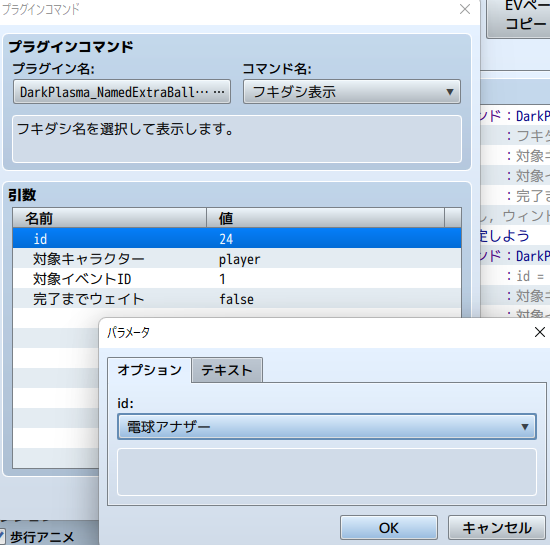 プラグインコマンド
EVペー
コピー
プラグインコマンド
プラグイン名:
コマンド名:
DarkPlasma_NamedExtraBall… …
フキダシ表示
フキダシ名を選択して表示します。
引数
名前
値
id
24
対象キャラクター
player
対象イベントID
1
完了までウェイト
false
ンド：DarkP
：フキダ
：対象キ
：対象イ
：完了ま
し, ウィンド
定しよう
ンド：DarkP
：id =
：対象キ
：対象イ
パラメータ
オプション
テキスト
id:
電球アナザー
OK
キャンセル
歩行アニメ